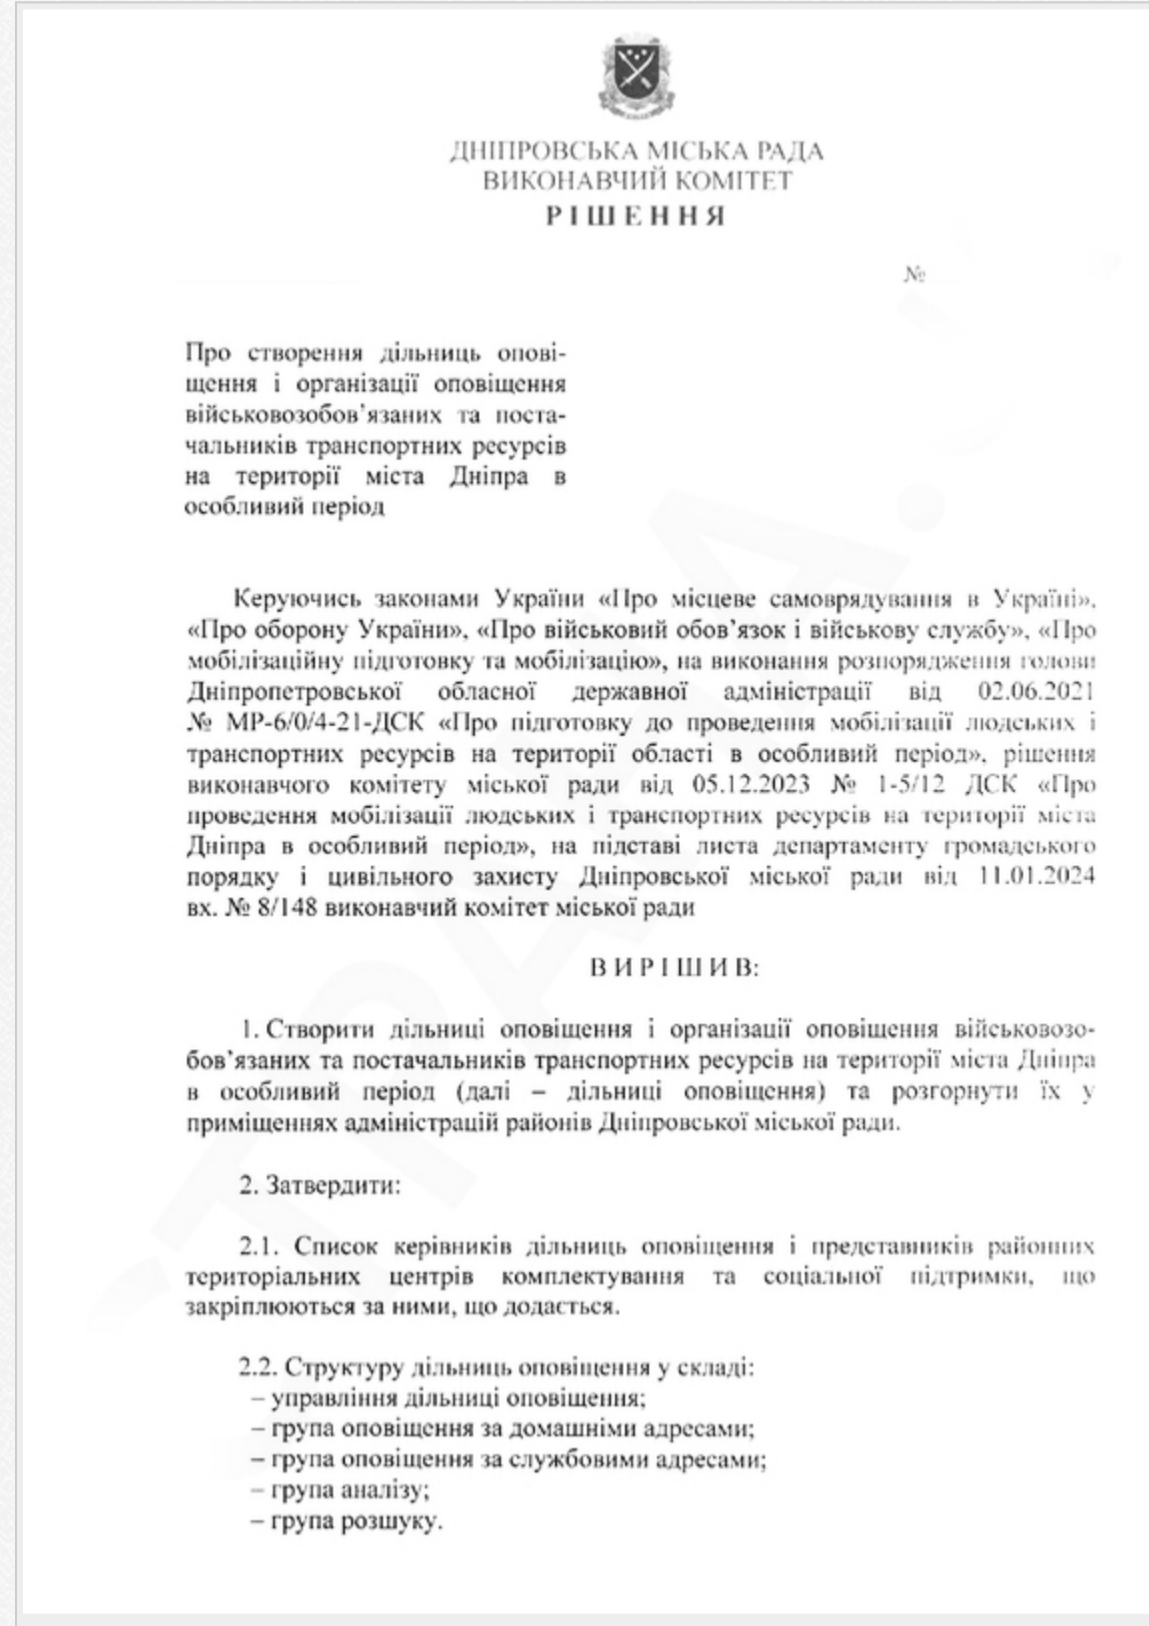 ДНІПРОВСЬКА МІСЬКА РАДА
ВИКОНАВЧИЙ КОМІТЕТ
Р І Ш Е Н Н Я
№
Про створення дільниць опові-
щення і організації оповіщення
військовозобов’язаних та поста-
чальників транспортних ресурсів
на території міста Дніпра в
особливий період
Керуючись законами України «Про місцеве самоврядування в Україні»,
«Про оборону України», «Про військовий обов’язок і військову службу», «Про
мобілізаційну підготовку та мобілізацію», на виконання розпорядження голови
Дніпропетровської обласної державної адміністрації від 02.06.2021
№ МР-6/0/4-21-ДСК «Про підготовку до проведення мобілізації людських і
транспортних ресурсів на території області в особливий період», рішення
виконавчого комітету міської ради від 05.12.2023 № 1-5/12 ДСК «Про
проведення мобілізації людських і транспортних ресурсів на території міста
Дніпра в особливий період», на підставі листа департаменту громадського
порядку і цивільного захисту Дніпровської міської ради від 11.01.2024
вх. № 8/148 виконавчий комітет міської ради
В И Р І Ш И В:
1. Створити дільниці оповіщення і організації оповіщення військовозо-
бов’язаних та постачальників транспортних ресурсів на території міста Дніпра
в особливий період (далі – дільниці оповіщення) та розгорнути їх у
приміщеннях адміністрацій районів Дніпровської міської ради.
2. Затвердити:
2.1. Список керівників дільниць оповіщення і представників районних
територіальних центрів комплектування та соціальної підтримки, що
закріплюються за ними, що додається.
2.2. Структуру дільниць оповіщення у складі:
– управління дільниці оповіщення;
– група оповіщення за домашніми адресами;
– група оповіщення за службовими адресами;
– група аналізу;
– група розшуку.